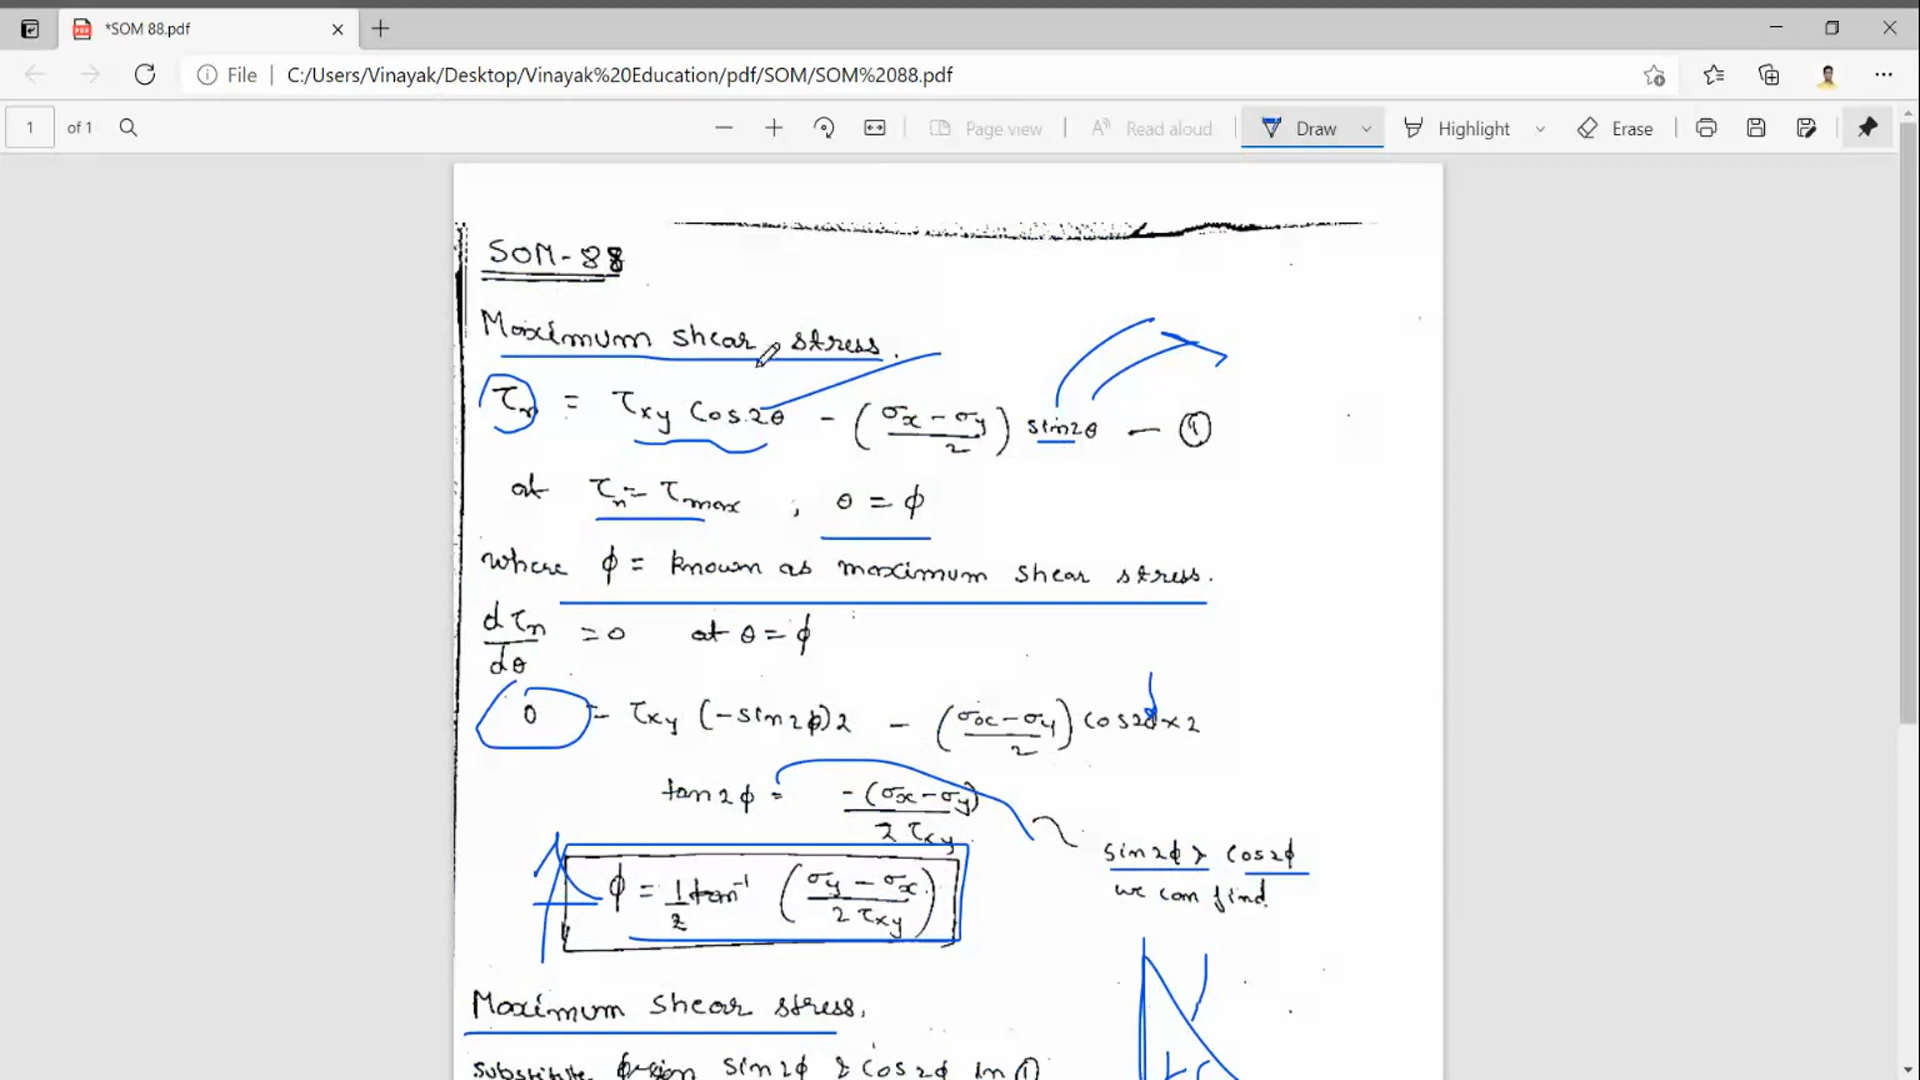 *SOM 88.pdf
File | C:/Users/Vinayak/Desktop/Vinayak%20Education/pdf/SOM/SOM%2088.pdf
1 of 1 Page view Read aloud Draw Highlight Erase
SOM-88
Maximum shear stress.
τn = τxy Cos2θ - (σx - σy / 2) sin2θ — ①
at τn = τmax , θ = ϕ
where ϕ = known as maximum shear stress.
dτn/dθ = 0 at θ = ϕ
0 = τxy (-sin2ϕ)2 - (σx - σy / 2) cos2ϕ x 2
tan2ϕ = -(σx - σy) / 2τxy
sin2ϕ & cos2ϕ
we can find
ϕ = 1/2 tan⁻¹ (σy - σx / 2τxy)
Maximum shear stress.
substitute sin2ϕ & cos2ϕ in ①